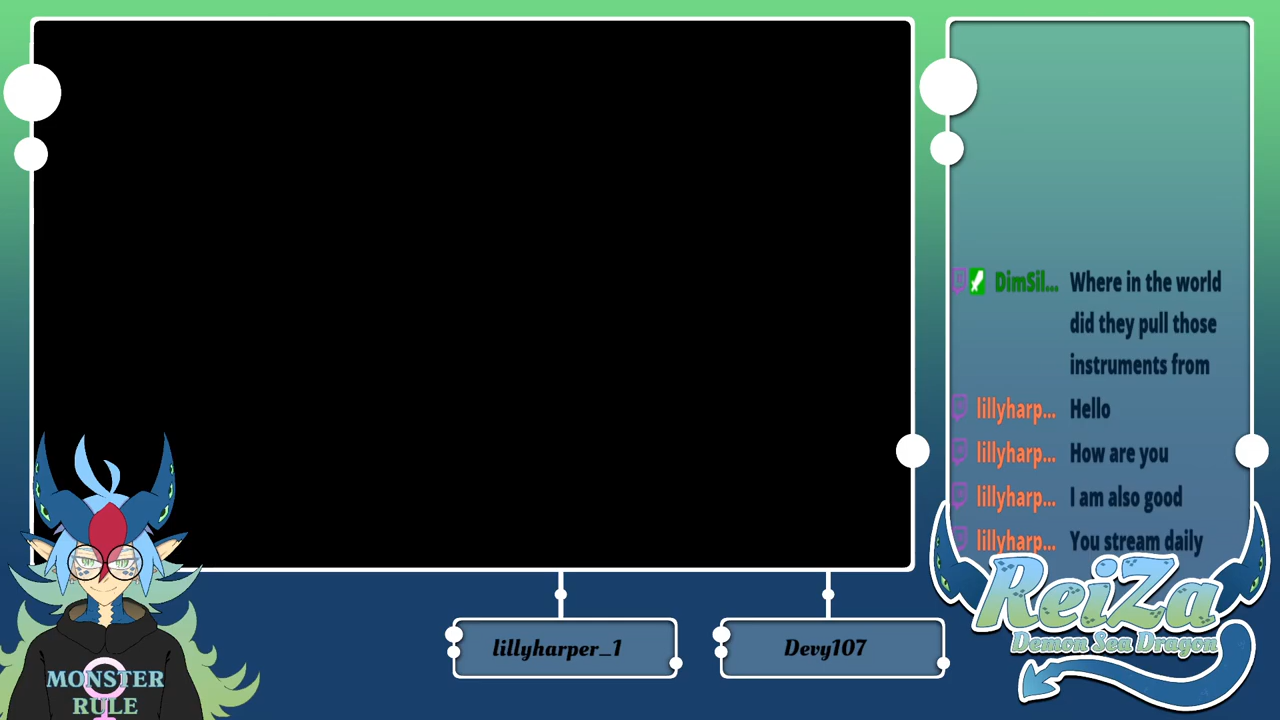 DimSil... Where in the world
did they pull those
instruments from
lillyharp... Hello
lillyharp... How are you
lillyharp... I am also good
lillyharp... You stream daily
ReiZa
Demon Sea Dragon
lillyharper_1
Devy107
MONSTER
RULE